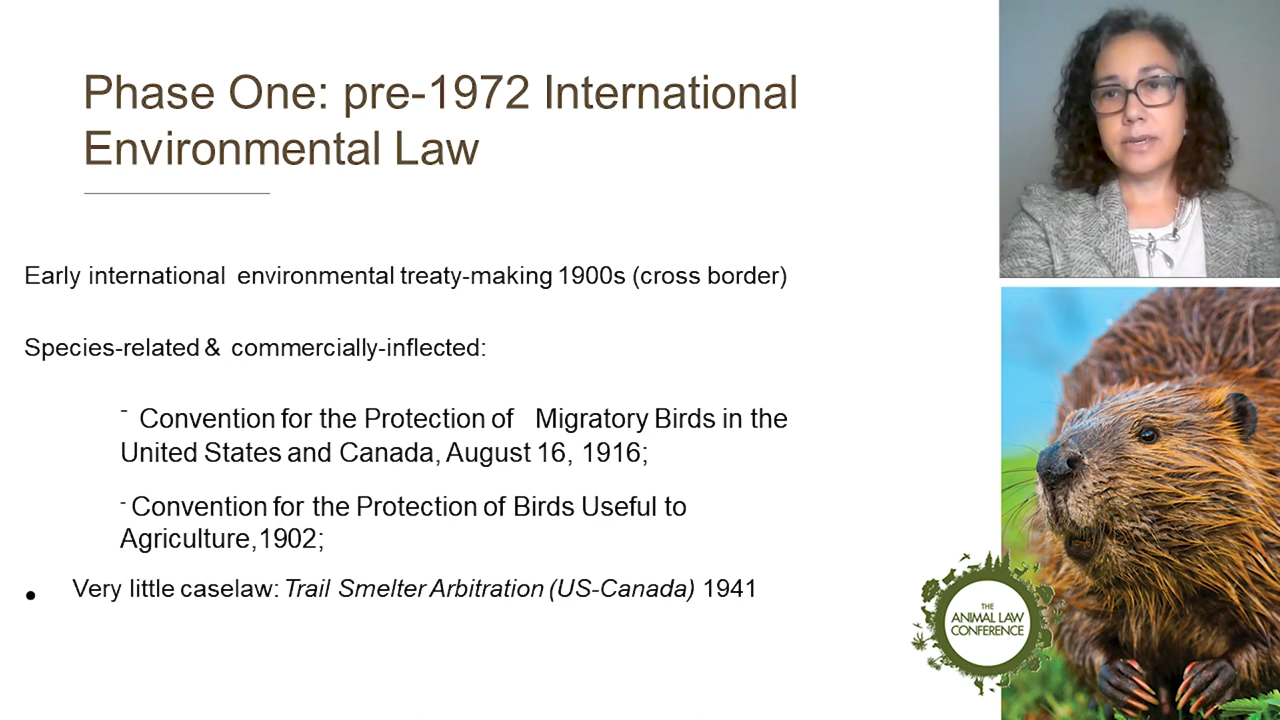 Phase One: pre-1972 International
Environmental Law
Early international environmental treaty-making 1900s (cross border)
Species-related & commercially-inflected:
- Convention for the Protection of Migratory Birds in the
United States and Canada, August 16, 1916;
- Convention for the Protection of Birds Useful to
Agriculture,1902;
• Very little caselaw: Trail Smelter Arbitration (US-Canada) 1941
THE
ANIMAL LAW
CONFERENCE